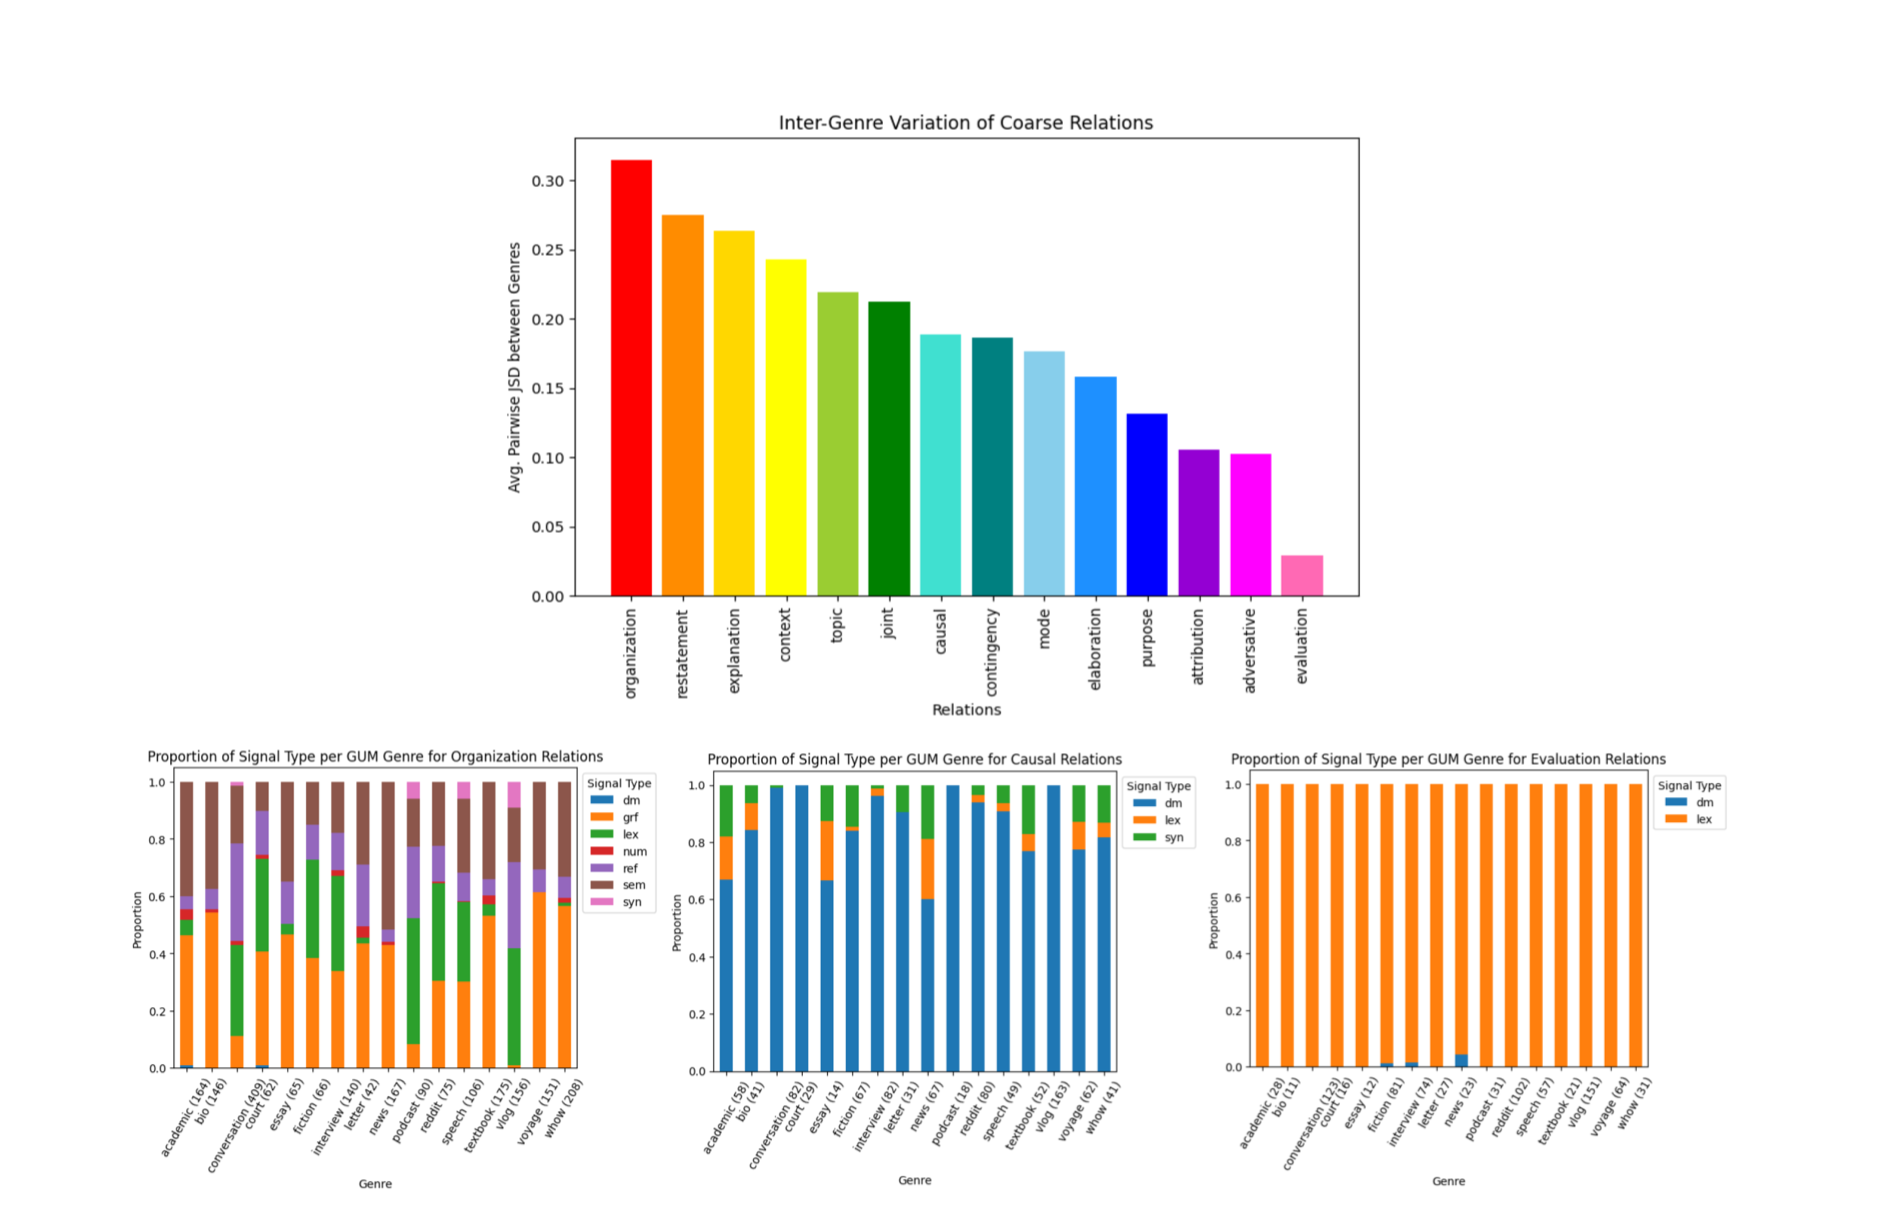 Inter-Genre Variation of Coarse Relations
Avg. Pairwise JSD between Genres
0.30
0.25
0.20
0.15
0.10
0.05
0.00
organization
restatement
explanation
context
topic
joint
causal
contingency
mode
elaboration
purpose
attribution
adversative
evaluation
Relations
Proportion of Signal Type per GUM Genre for Organization Relations
Proportion
1.0
0.8
0.6
0.4
0.2
0.0
Signal Type
dm
grf
lex
num
ref
sem
syn
academic (164)
bio (146)
conversation (409)
court (62)
essay (65)
fiction (66)
interview (140)
letter (42)
news (167)
podcast (90)
reddit (75)
speech (106)
textbook (175)
vlog (156)
voyage (151)
whow (208)
Genre
Proportion of Signal Type per GUM Genre for Causal Relations
Proportion
1.0
0.8
0.6
0.4
0.2
0.0
Signal Type
dm
lex
syn
academic (58)
bio (41)
conversation (82)
court (29)
essay (14)
fiction (67)
interview (82)
letter (31)
news (67)
podcast (18)
reddit (80)
speech (49)
textbook (52)
vlog (163)
voyage (62)
whow (41)
Genre
Proportion of Signal Type per GUM Genre for Evaluation Relations
Proportion
1.0
0.8
0.6
0.4
0.2
0.0
Signal Type
dm
lex
academic (28)
bio (11)
conversation (123)
court (16)
essay (12)
fiction (81)
interview (74)
letter (27)
news (23)
podcast (31)
reddit (102)
speech (57)
textbook (21)
vlog (151)
voyage (64)
whow (31)
Genre